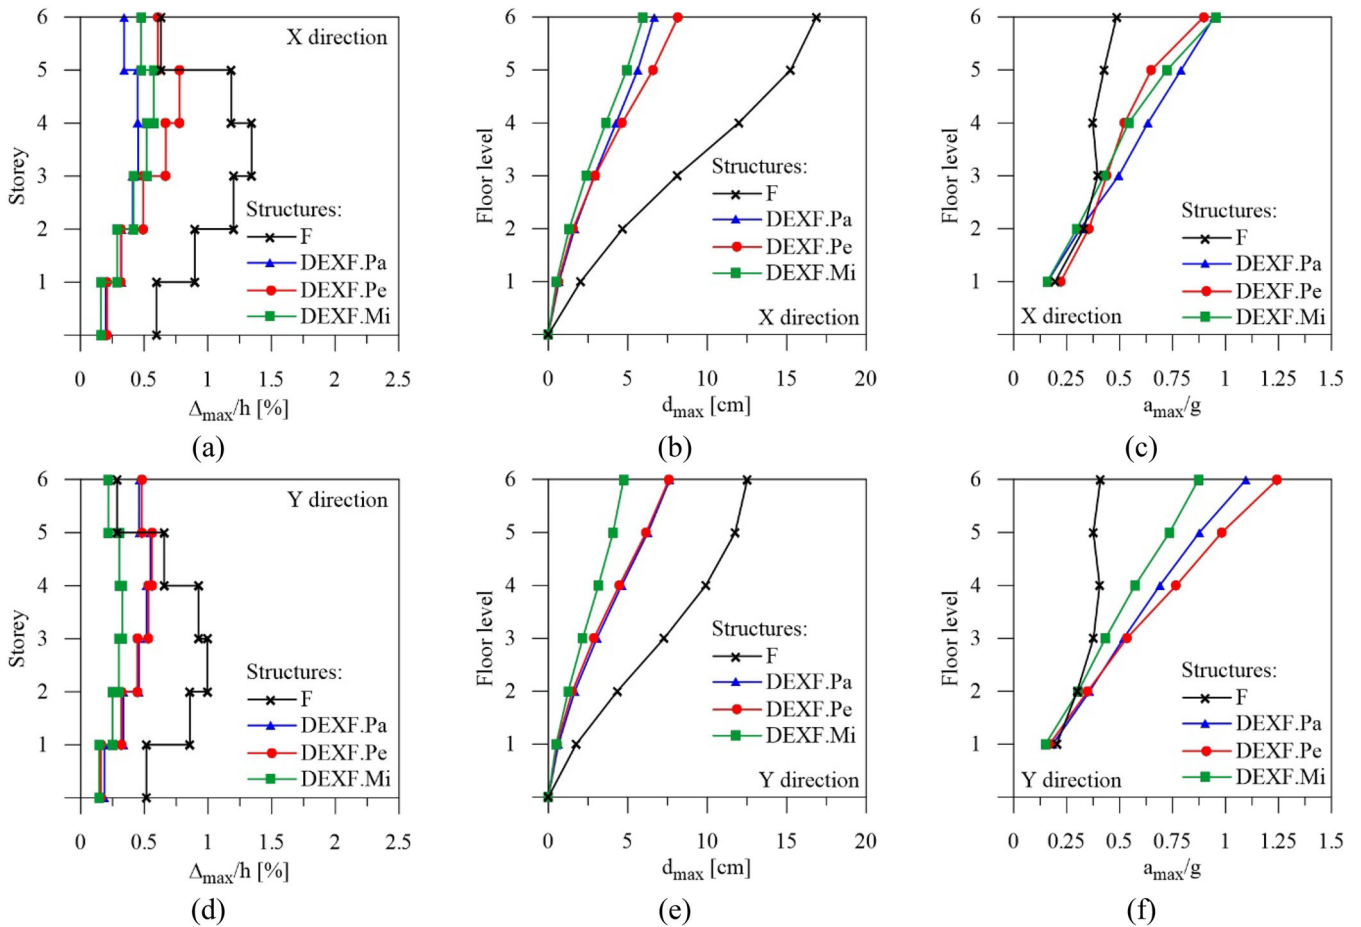 6
5
4
3
2
1
Storey
X direction
Structures:
F
DEXF.Pa
DEXF.Pe
DEXF.Mi
0 0.5 1 1.5 2 2.5
Δmax/h [%]
(a)
6
5
4
3
2
1
Floor level
Structures:
F
DEXF.Pa
DEXF.Pe
DEXF.Mi
X direction
0 5 10 15 20
dmax [cm]
(b)
6
5
4
3
2
1
Floor level
Structures:
F
DEXF.Pa
DEXF.Pe
DEXF.Mi
X direction
0 0.25 0.5 0.75 1 1.25 1.5
amax/g
(c)
6
5
4
3
2
1
Storey
Y direction
Structures:
F
DEXF.Pa
DEXF.Pe
DEXF.Mi
0 0.5 1 1.5 2 2.5
Δmax/h [%]
(d)
6
5
4
3
2
1
Floor level
Structures:
F
DEXF.Pa
DEXF.Pe
DEXF.Mi
Y direction
0 5 10 15 20
dmax [cm]
(e)
6
5
4
3
2
1
Floor level
Structures:
F
DEXF.Pa
DEXF.Pe
DEXF.Mi
Y direction
0 0.25 0.5 0.75 1 1.25 1.5
amax/g
(f)